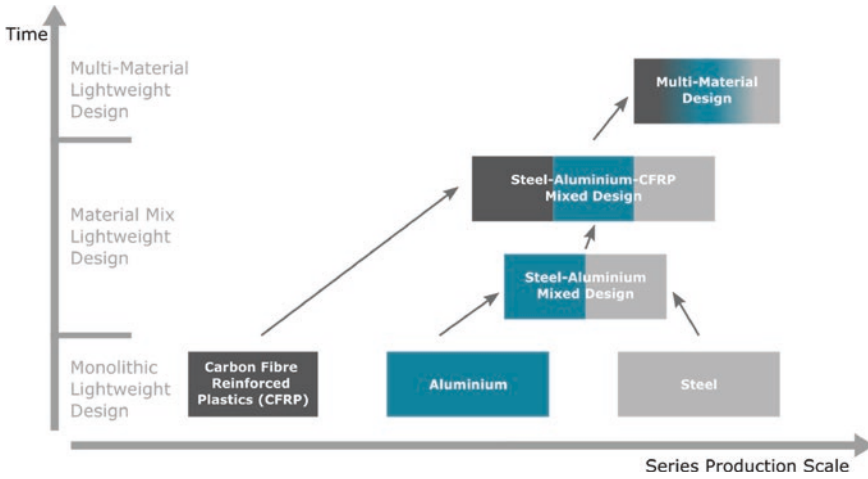 Time
Multi-Material
Lightweight
Design
Multi-Material
Design
Steel-Aluminium-CFRP
Mixed Design
Material Mix
Lightweight
Design
Steel-Aluminium
Mixed Design
Monolithic
Lightweight
Design
Carbon Fibre
Reinforced
Plastics (CFRP)
Aluminium
Steel
Series Production Scale